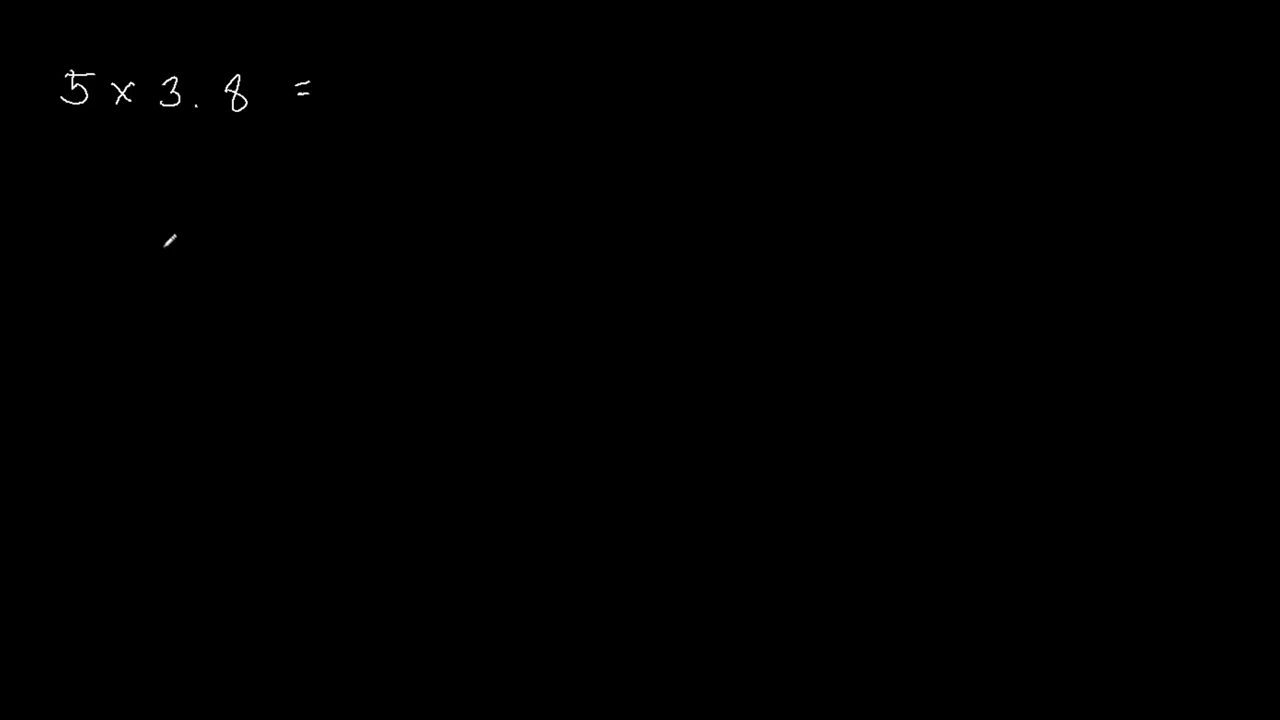 5 × 3.8 =